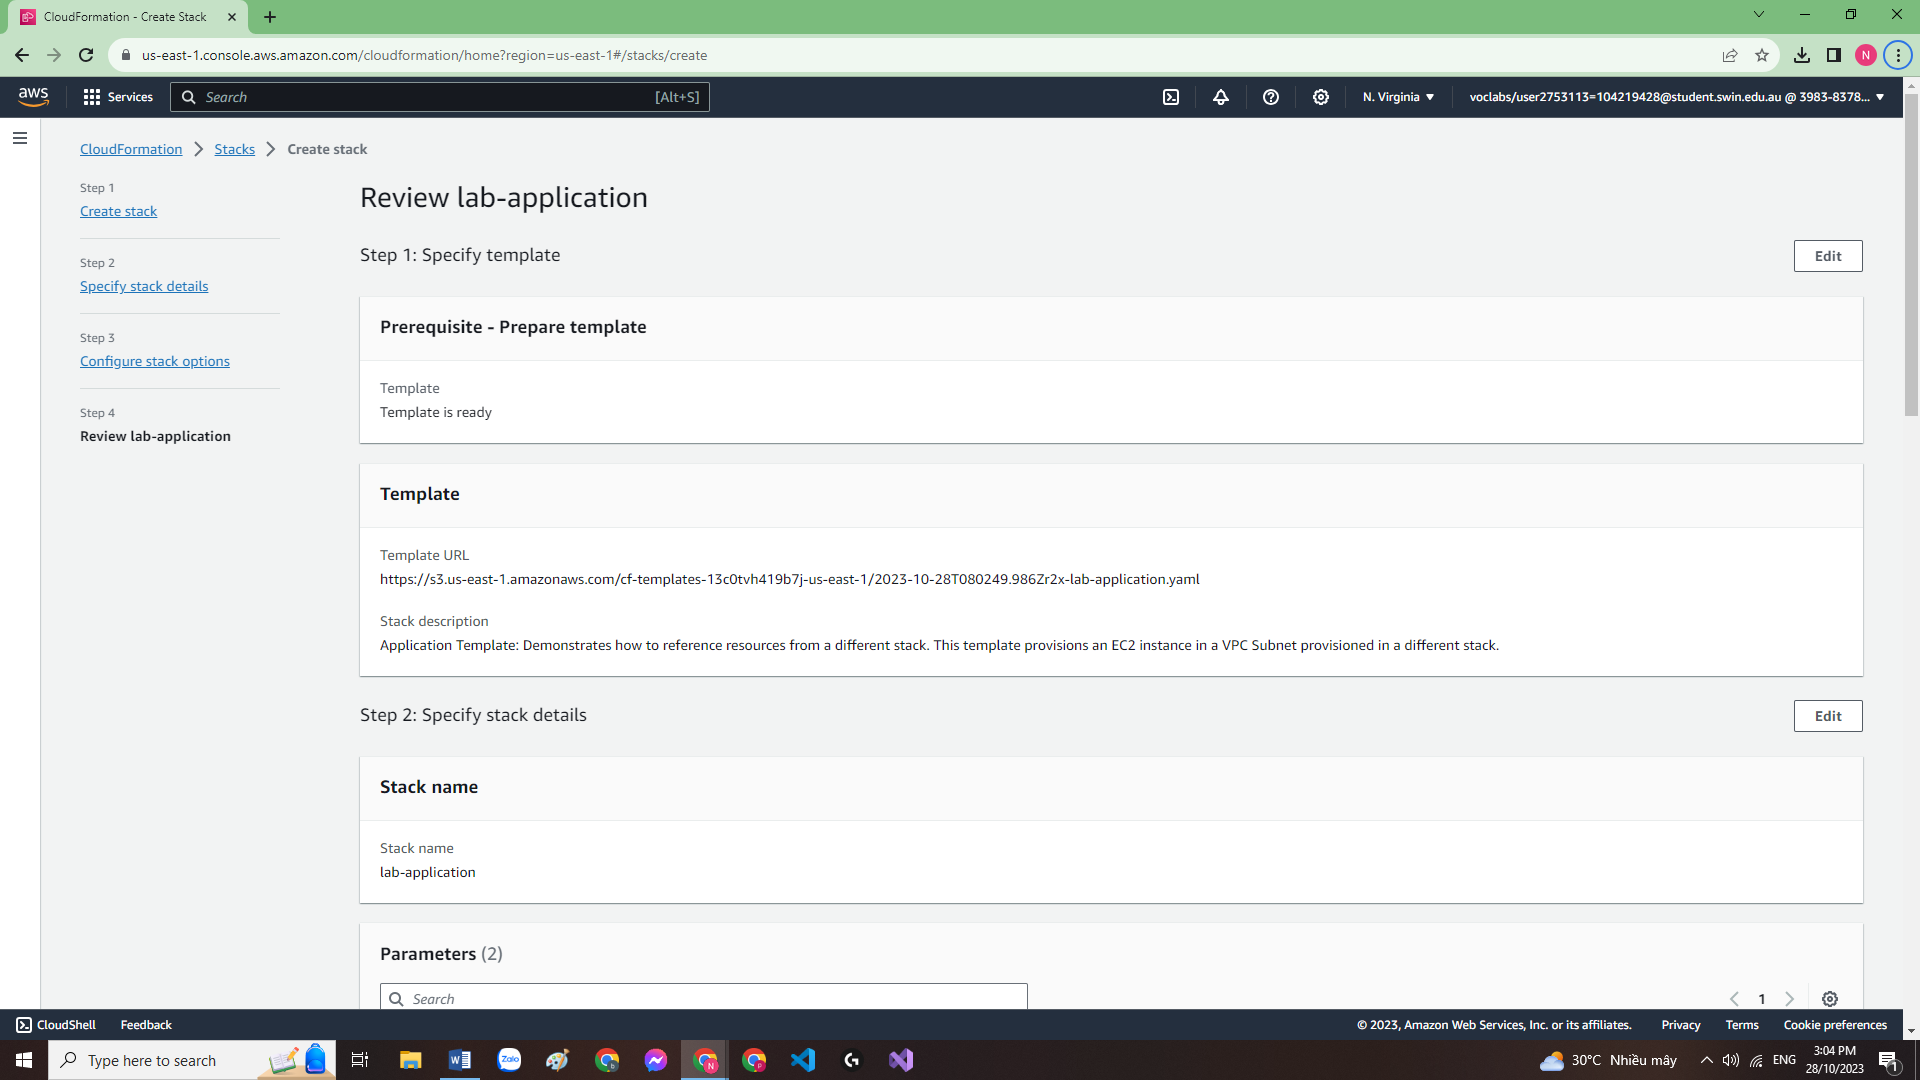 CloudFormation - Create Stack
us-east-1.console.aws.amazon.com/cloudformation/home?region=us-east-1#/stacks/create
N
aws
Services
Search
[Alt+S]
N. Virginia
voclabs/user2753113=104219428@student.swin.edu.au @ 3983-8378...
CloudFormation
Stacks
Create stack
Step 1
Create stack
Step 2
Specify stack details
Step 3
Configure stack options
Step 4
Review lab-application
Review lab-application
Step 1: Specify template
Edit
Prerequisite - Prepare template
Template
Template is ready
Template
Template URL
https://s3.us-east-1.amazonaws.com/cf-templates-13c0tvh419b7j-us-east-1/2023-10-28T080249.986Zr2x-lab-application.yaml
Stack description
Application Template: Demonstrates how to reference resources from a different stack. This template provisions an EC2 instance in a VPC Subnet provisioned in a different stack.
Step 2: Specify stack details
Edit
Stack name
Stack name
lab-application
Parameters (2)
Search
1
CloudShell
Feedback
© 2023, Amazon Web Services, Inc. or its affiliates.
Privacy
Terms
Cookie preferences
Type here to search
Zalo
30°C Nhiều mây
ENG
3:04 PM
28/10/2023
1